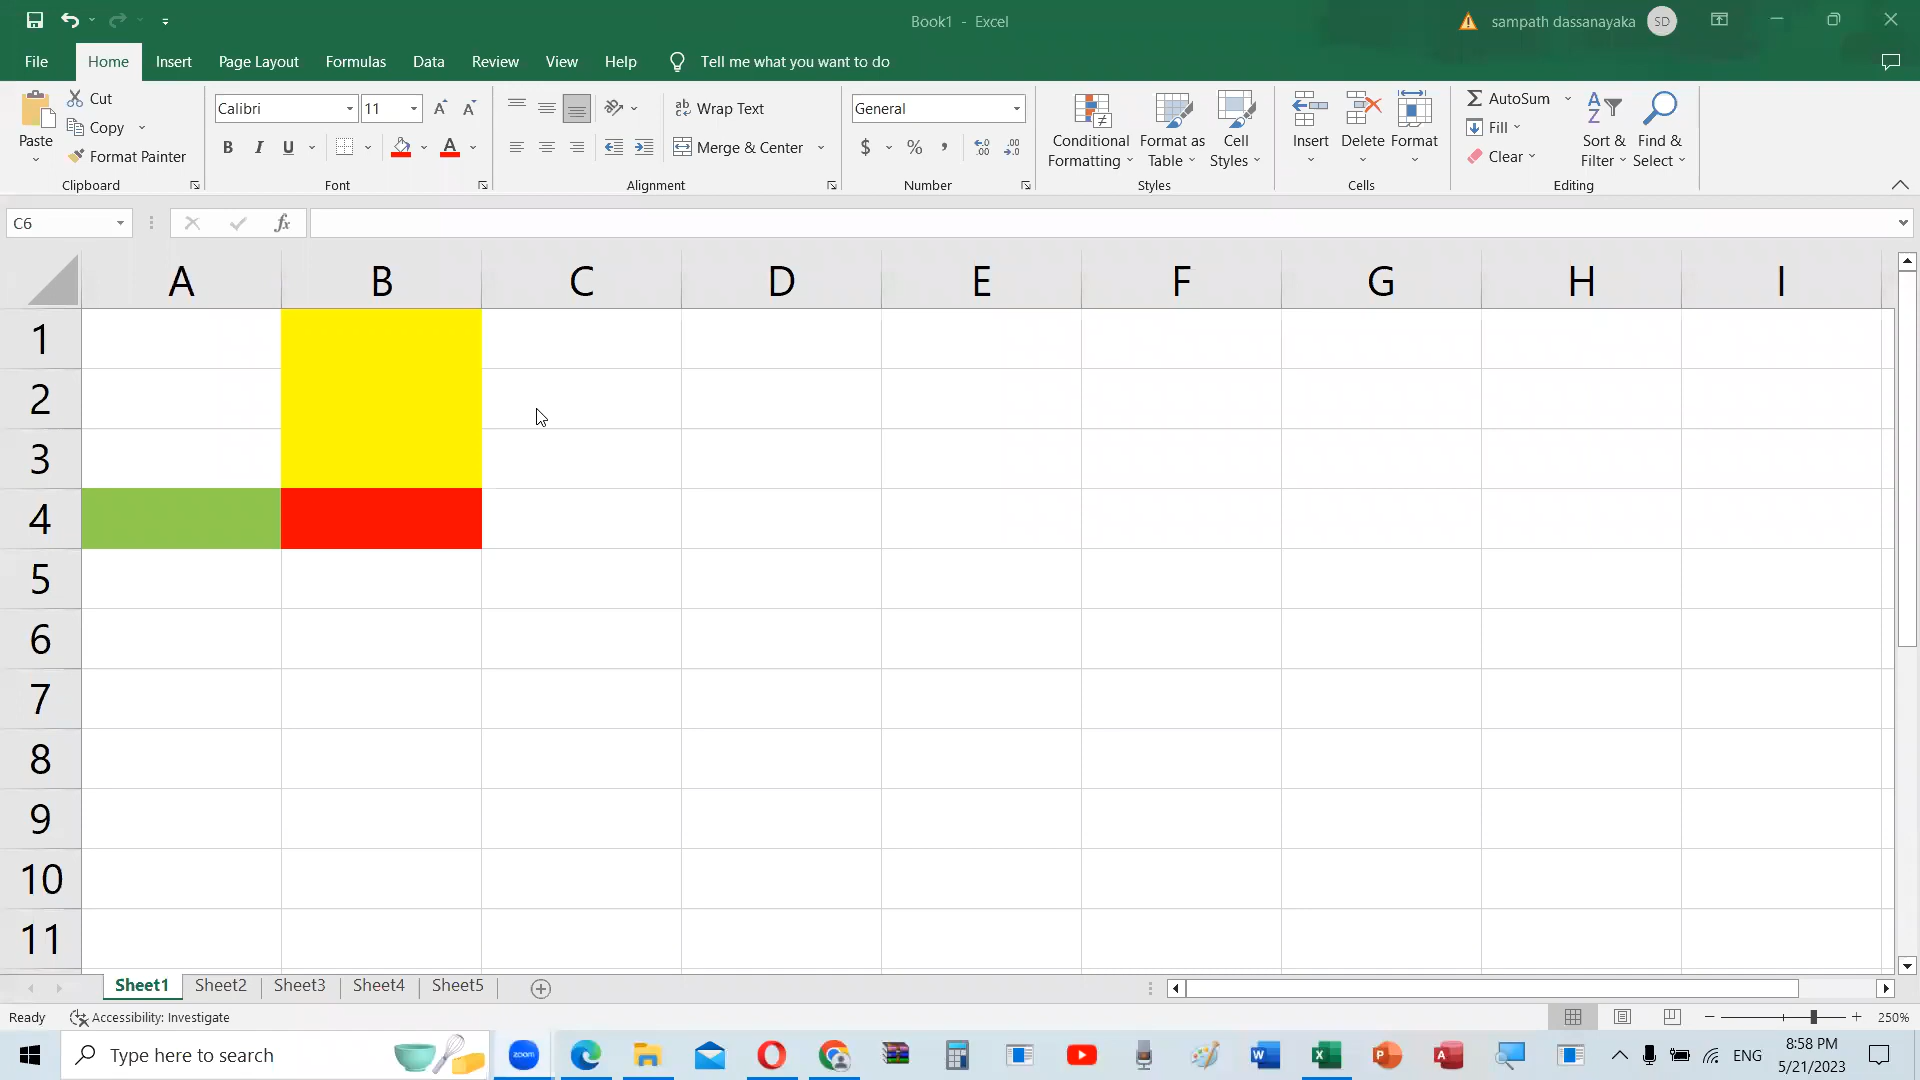 Book1 - Excel
sampath dassanayaka SD
File Home Insert Page Layout Formulas Data Review View Help Tell me what you want to do
Paste
Cut
Copy
Format Painter
Clipboard
Calibri 11
B I U A
Font
Wrap Text
Merge & Center
Alignment
General
$ % ,
Number
Conditional Formatting
Format as Table
Cell Styles
Styles
Insert Delete Format
Cells
AutoSum
Fill
Clear
Sort & Filter
Find & Select
Editing
C6 fx
A B C D E F G H I
1
2
3
4
5
6
7
8
9
10
11
Sheet1 Sheet2 Sheet3 Sheet4 Sheet5
Ready Accessibility: Investigate 250%
Type here to search
zoom
ENG
8:58 PM
5/21/2023